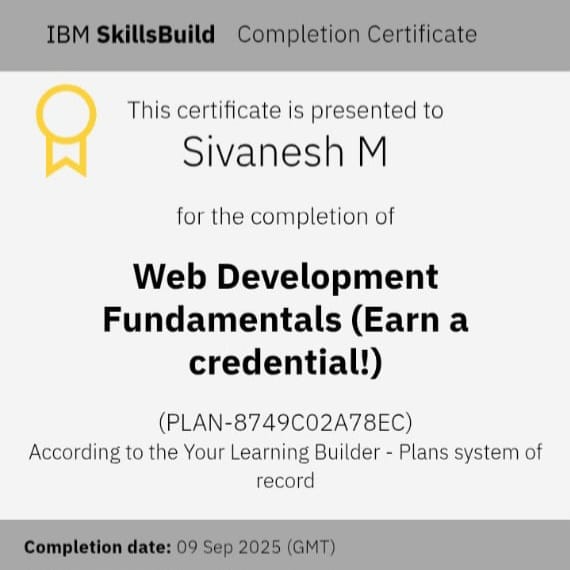 IBM SkillsBuild Completion Certificate
This certificate is presented to
Sivanesh M
for the completion of
Web Development
Fundamentals (Earn a
credential!)
(PLAN-8749C02A78EC)
According to the Your Learning Builder - Plans system of
record
Completion date: 09 Sep 2025 (GMT)